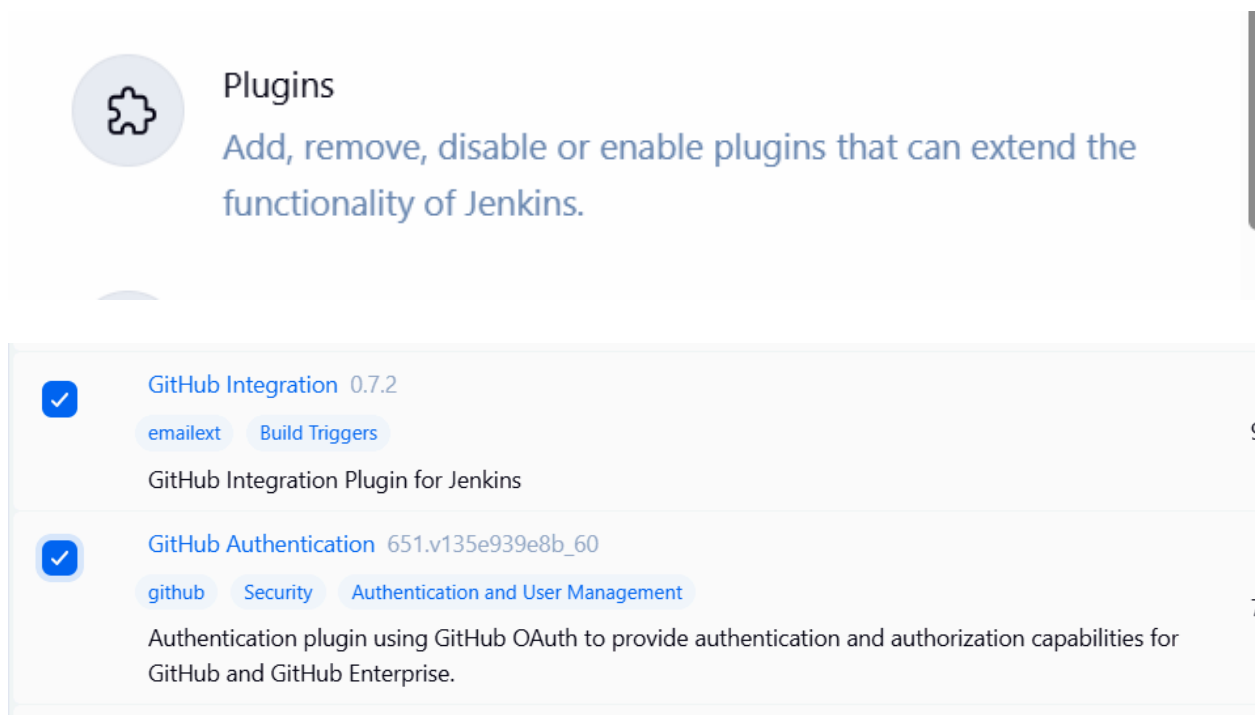 Plugins
Add, remove, disable or enable plugins that can extend the
functionality of Jenkins.
GitHub Integration 0.7.2
emailext Build Triggers
GitHub Integration Plugin for Jenkins
GitHub Authentication 651.v135e939e8b_60
github Security Authentication and User Management
Authentication plugin using GitHub OAuth to provide authentication and authorization capabilities for
GitHub and GitHub Enterprise.